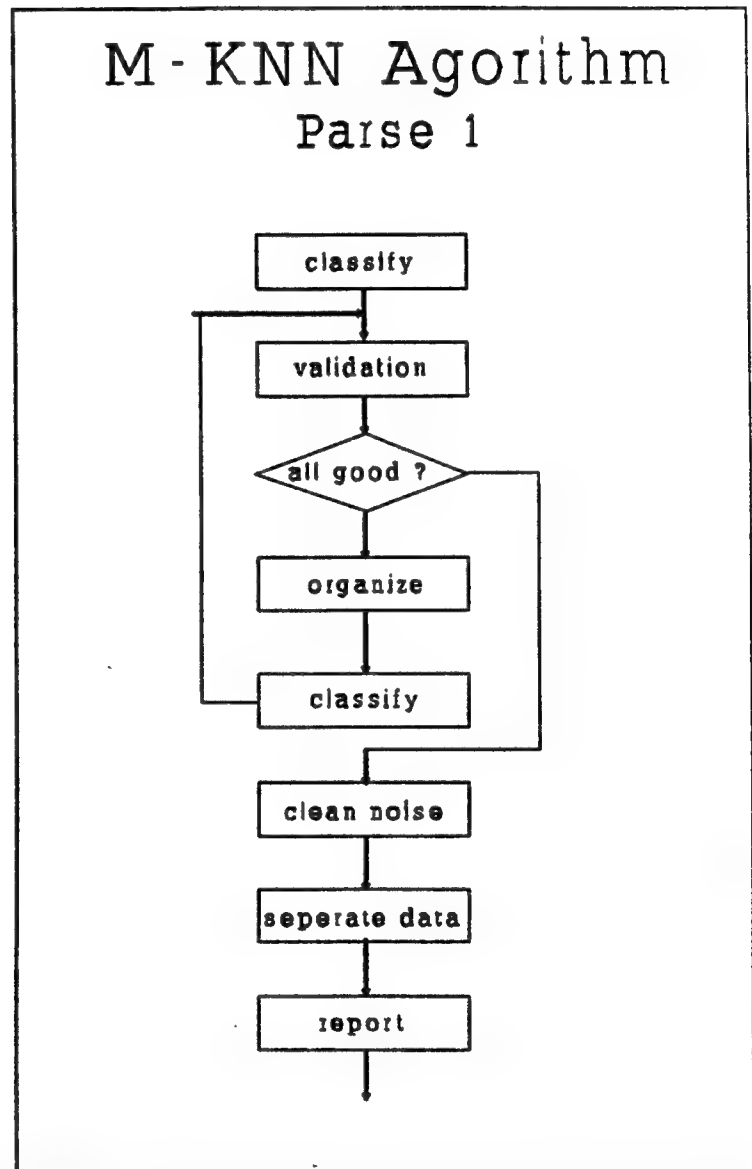 M-KNN Agorithm
Parse 1
classify
validation
all good ?
organize
classify
clean noise
seperate data
report